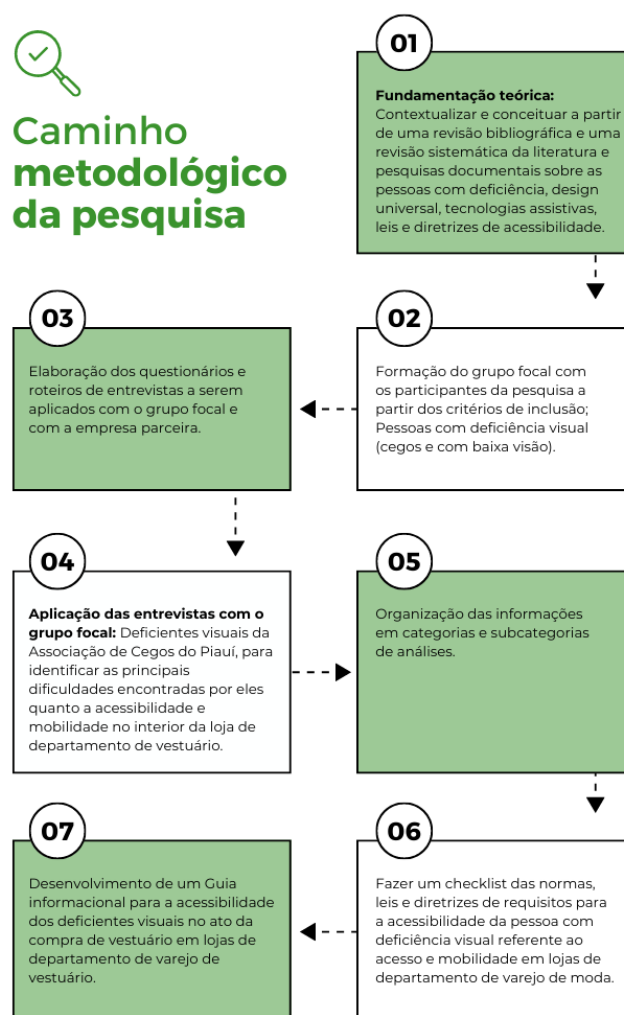 Caminho
metodológico
da pesquisa
01
Fundamentação teórica:
Contextualizar e conceituar a partir
de uma revisão bibliográfica e uma
revisão sistemática da literatura e
pesquisas documentais sobre as
pessoas com deficiência, design
universal, tecnologias assistivas,
leis e diretrizes de acessibilidade.
02
Formação do grupo focal com
os participantes da pesquisa a
partir dos critérios de inclusão;
Pessoas com deficiência visual
(cegos e com baixa visão).
03
Elaboração dos questionários e
roteiros de entrevistas a serem
aplicados com o grupo focal e
com a empresa parceira.
04
Aplicação das entrevistas com o
grupo focal: Deficientes visuais da
Associação de Cegos do Piauí, para
identificar as principais
dificuldades encontradas por eles
quanto a acessibilidade e
mobilidade no interior da loja de
departamento de vestuário.
05
Organização das informações
em categorias e subcategorias
de análises.
06
Fazer um checklist das normas,
leis e diretrizes de requisitos para
a acessibilidade da pessoa com
deficiência visual referente ao
acesso e mobilidade em lojas de
departamento de varejo de moda.
07
Desenvolvimento de um Guia
informacional para a acessibilidade
dos deficientes visuais no ato da
compra de vestuário em lojas de
departamento de varejo de
vestuário.